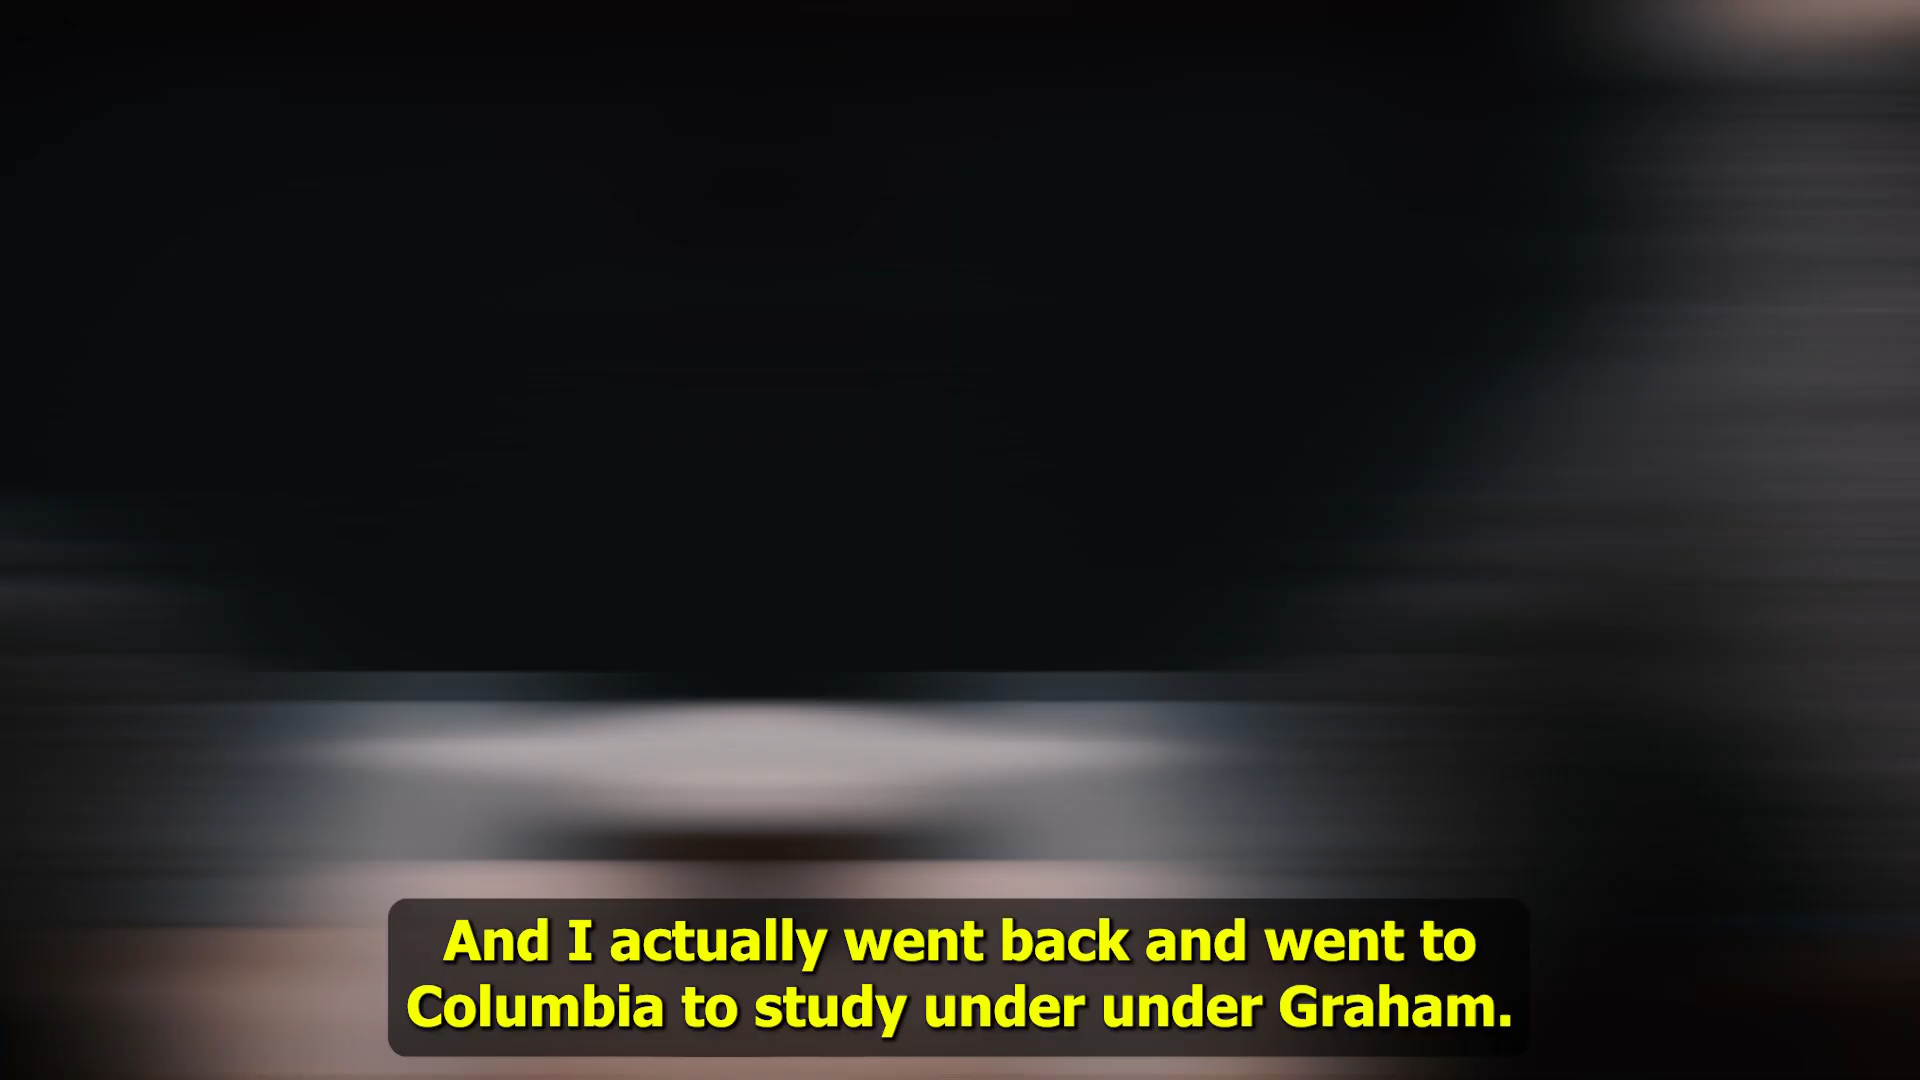 And I actually went back and went to
Columbia to study under under Graham.